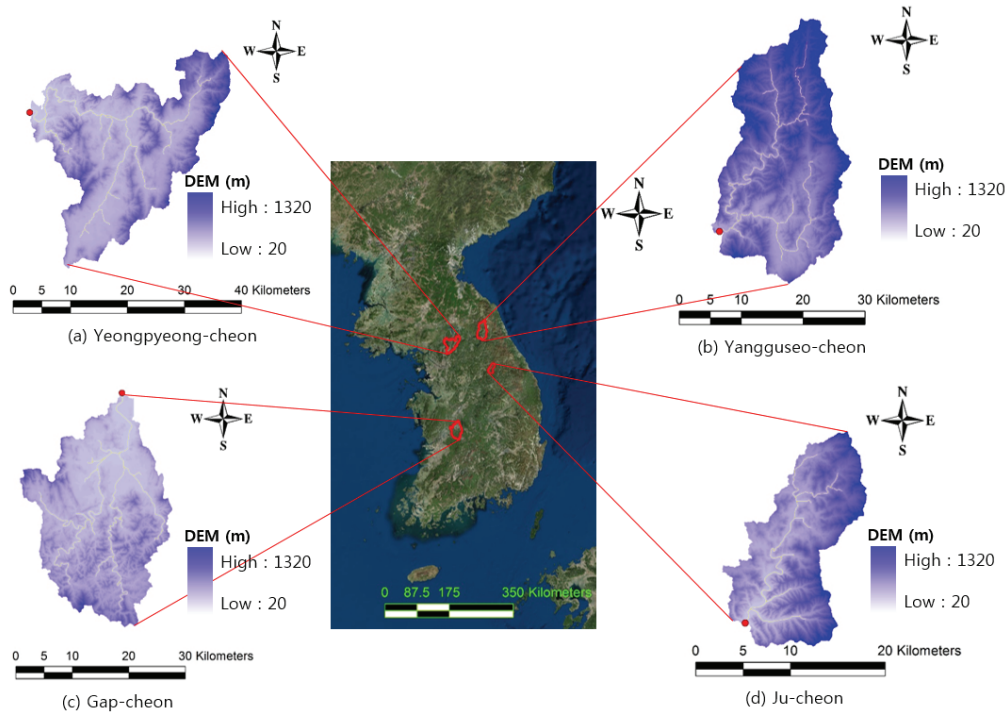 N
W E
S
DEM (m)
High : 1320
Low : 20
0 5 10 20 30 40 Kilometers
(a) Yeongpyeong-cheon
N
W E
S
DEM (m)
High : 1320
Low : 20
0 5 10 20 30 Kilometers
(b) Yangguseo-cheon
N
W E
S
0 87.5 175 350 Kilometers
N
W E
S
DEM (m)
High : 1320
Low : 20
0 5 10 20 30 Kilometers
(c) Gap-cheon
N
W E
S
DEM (m)
High : 1320
Low : 20
0 5 10 20 Kilometers
(d) Ju-cheon